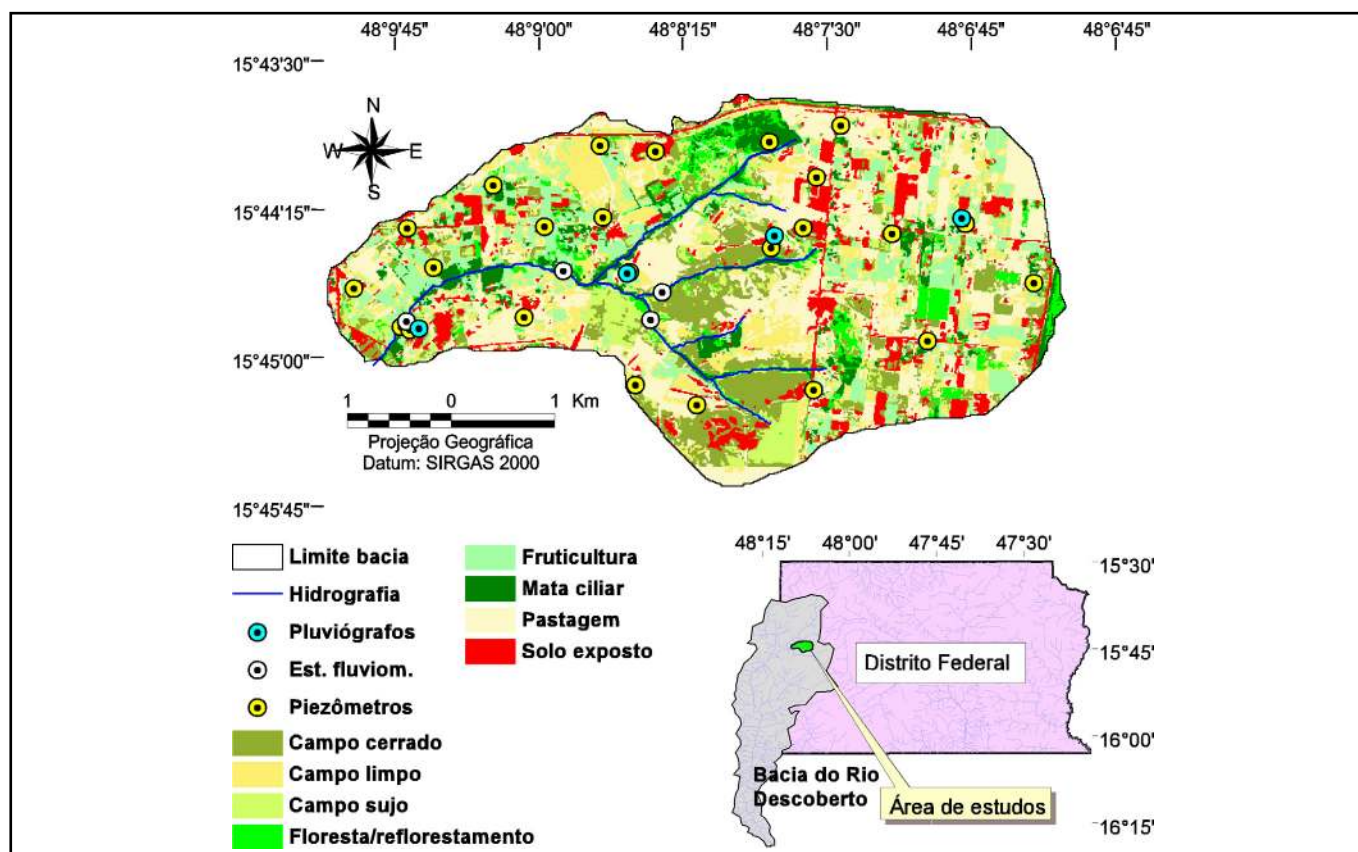 48°9'45" 48°9'00" 48°8'15" 48°7'30" 48°6'45" 48°6'45"
15°43'30"
N
W E
S
15°44'15"
15°45'00"
1 0 1 Km
Projeção Geográfica
Datum: SIRGAS 2000
15°45'45"
Limite bacia
Hidrografia
Pluviógrafos
Est. fluviom.
Piezômetros
Campo cerrado
Campo limpo
Campo sujo
Floresta/reflorestamento
Fruticultura
Mata ciliar
Pastagem
Solo exposto
48°15' 48°00' 47°45' 47°30'
15°30'
15°45'
16°00'
16°15'
Distrito Federal
Bacia do Rio
Descoberto
Área de estudos